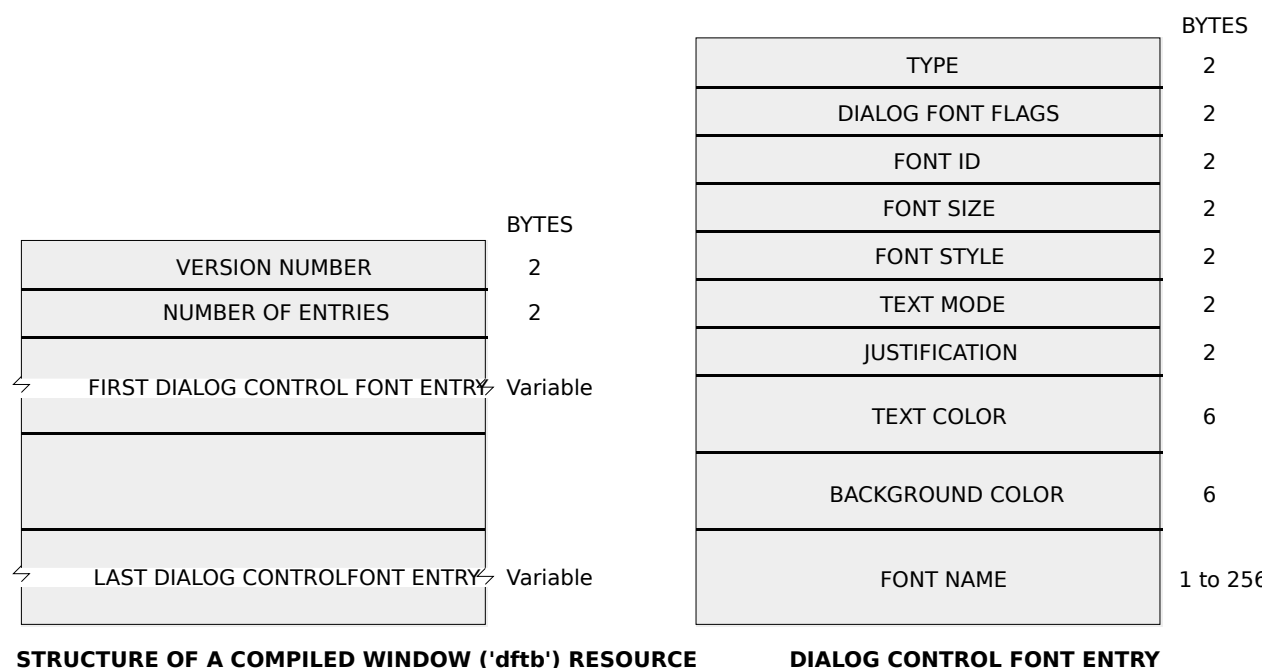 BYTES
VERSION NUMBER 2
NUMBER OF ENTRIES 2
FIRST DIALOG CONTROL FONT ENTRY Variable
LAST DIALOG CONTROLFONT ENTRY Variable
STRUCTURE OF A COMPILED WINDOW ('dftb') RESOURCE
BYTES
TYPE 2
DIALOG FONT FLAGS 2
FONT ID 2
FONT SIZE 2
FONT STYLE 2
TEXT MODE 2
JUSTIFICATION 2
TEXT COLOR 6
BACKGROUND COLOR 6
FONT NAME 1 to 256
DIALOG CONTROL FONT ENTRY